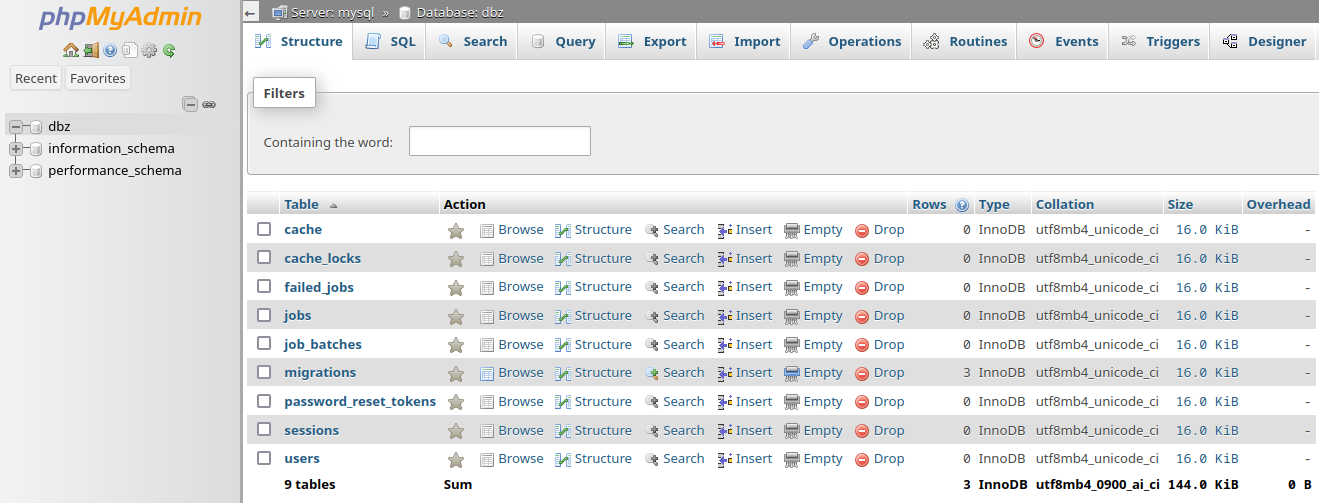 phpMyAdmin
Recent Favorites
dbz
information_schema
performance_schema
Server: mysql » Database: dbz
Structure SQL Search Query Export Import Operations Routines Events Triggers Designer
Filters
Containing the word:
Table Action Rows Type Collation Size Overhead
cache Browse Structure Search Insert Empty Drop 0 InnoDB utf8mb4_unicode_ci 16.0 KiB -
cache_locks Browse Structure Search Insert Empty Drop 0 InnoDB utf8mb4_unicode_ci 16.0 KiB -
failed_jobs Browse Structure Search Insert Empty Drop 0 InnoDB utf8mb4_unicode_ci 16.0 KiB -
jobs Browse Structure Search Insert Empty Drop 0 InnoDB utf8mb4_unicode_ci 16.0 KiB -
job_batches Browse Structure Search Insert Empty Drop 0 InnoDB utf8mb4_unicode_ci 16.0 KiB -
migrations Browse Structure Search Insert Empty Drop 3 InnoDB utf8mb4_unicode_ci 16.0 KiB -
password_reset_tokens Browse Structure Search Insert Empty Drop 0 InnoDB utf8mb4_unicode_ci 16.0 KiB -
sessions Browse Structure Search Insert Empty Drop 0 InnoDB utf8mb4_unicode_ci 16.0 KiB -
users Browse Structure Search Insert Empty Drop 0 InnoDB utf8mb4_unicode_ci 16.0 KiB -
9 tables Sum 3 InnoDB utf8mb4_0900_ai_ci 144.0 KiB 0 B